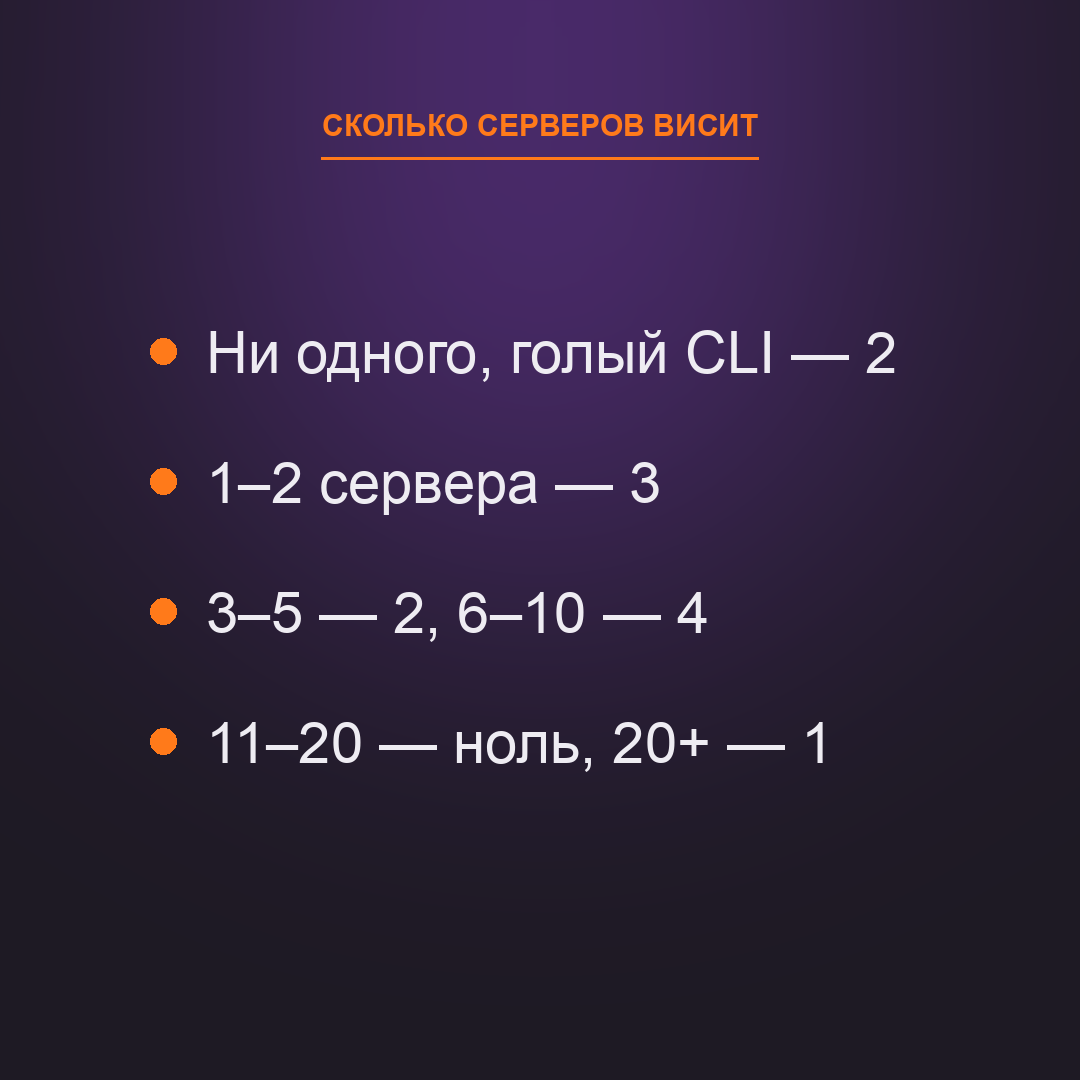 СКОЛЬКО СЕРВЕРОВ ВИСИТ
Ни одного, голый CLI — 2
1–2 сервера — 3
3–5 — 2, 6–10 — 4
11–20 — ноль, 20+ — 1